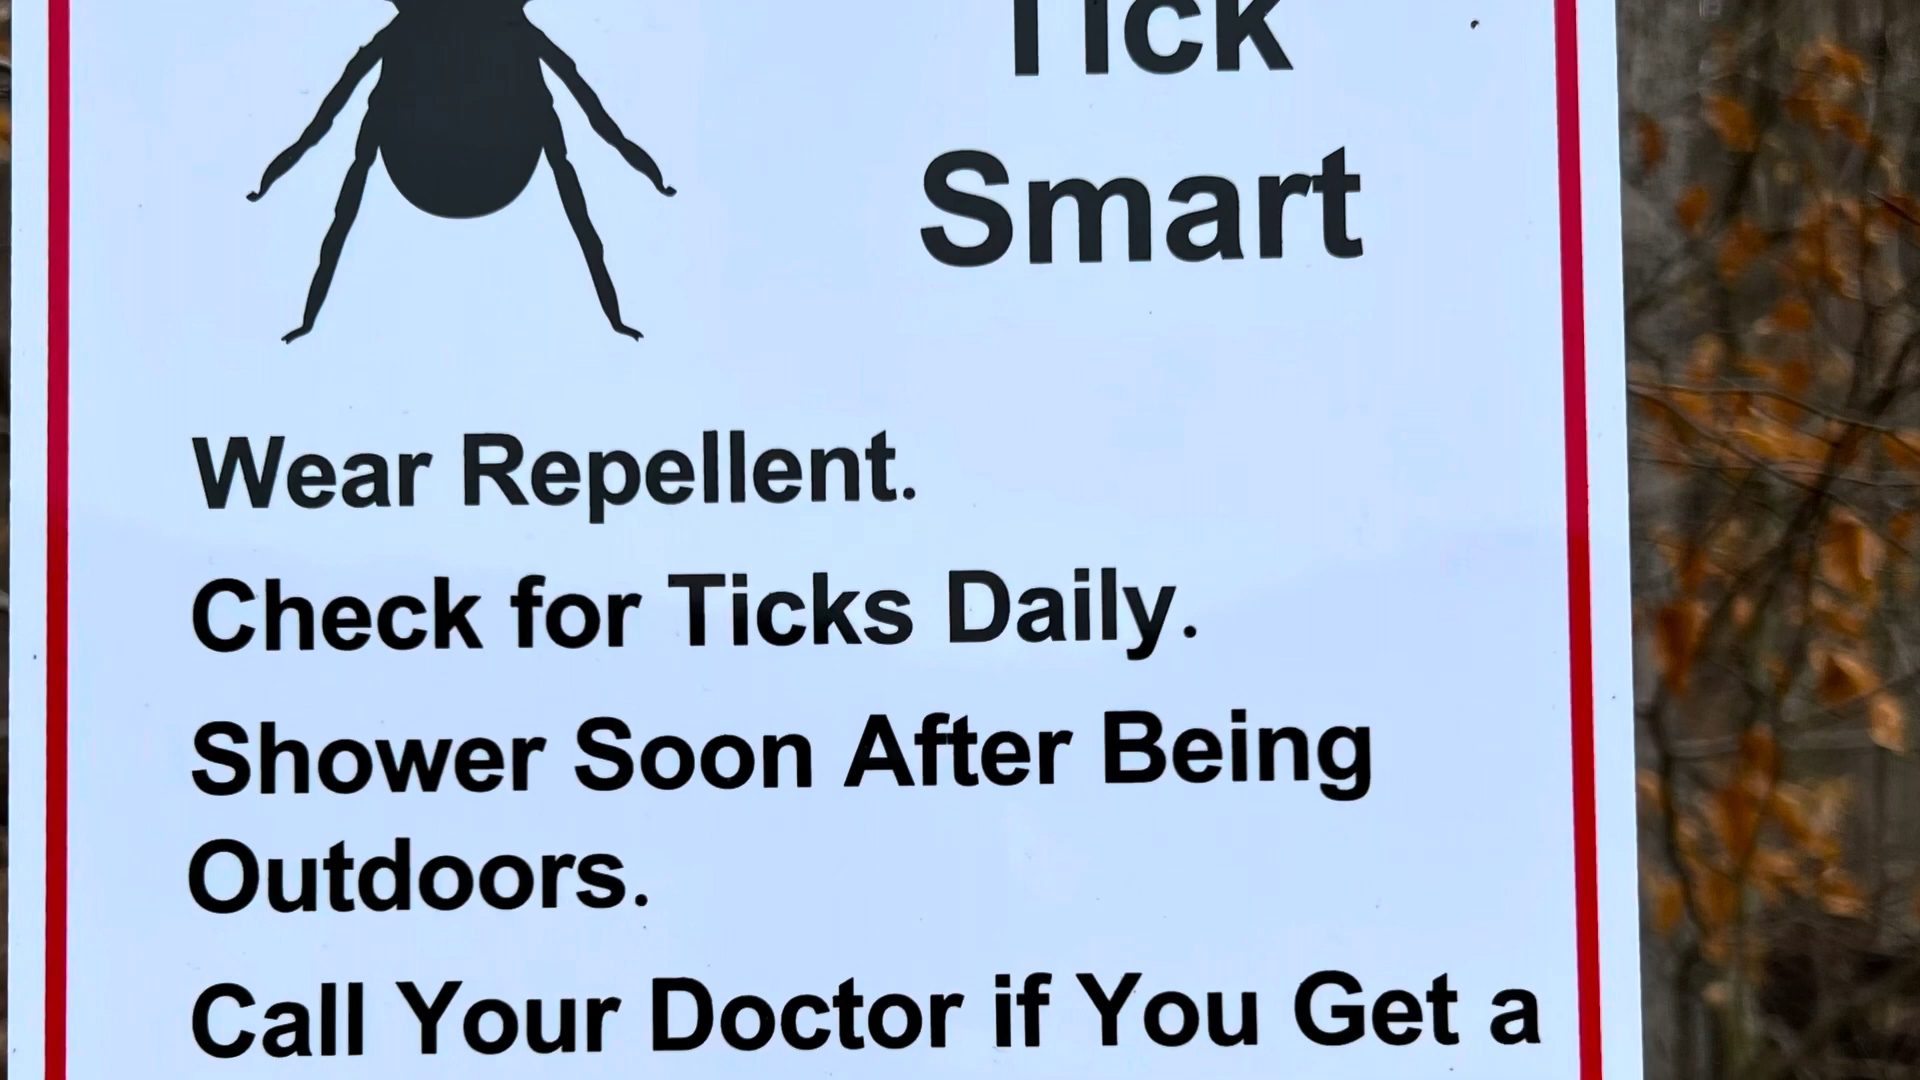 Tick
Smart
Wear Repellent.
Check for Ticks Daily.
Shower Soon After Being
Outdoors.
Call Your Doctor if You Get a